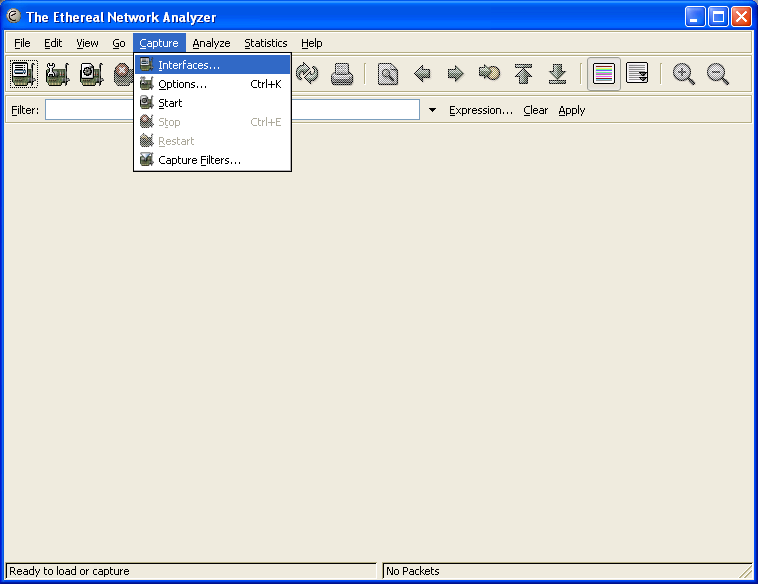 The Ethereal Network Analyzer
File Edit View Go Capture Analyze Statistics Help
Interfaces...
Options... Ctrl+K
Start
Stop Ctrl+E
Restart
Capture Filters...
Filter: Expression... Clear Apply
Ready to load or capture No Packets